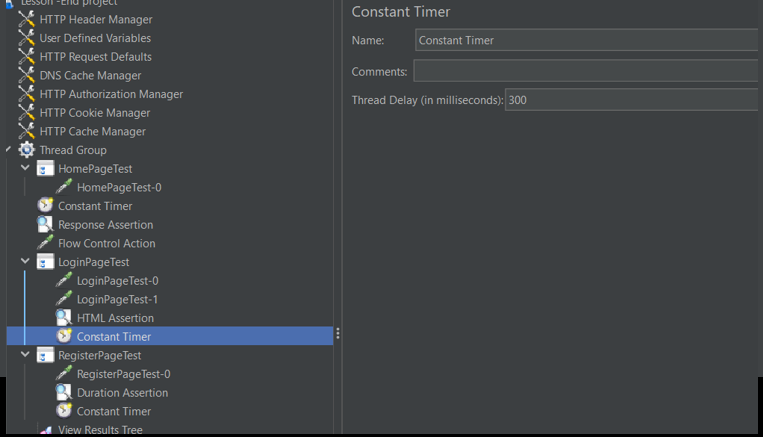 Lesson -End project
HTTP Header Manager
User Defined Variables
HTTP Request Defaults
DNS Cache Manager
HTTP Authorization Manager
HTTP Cookie Manager
HTTP Cache Manager
Thread Group
HomePageTest
HomePageTest-0
Constant Timer
Response Assertion
Flow Control Action
LoginPageTest
LoginPageTest-0
LoginPageTest-1
HTML Assertion
Constant Timer
RegisterPageTest
RegisterPageTest-0
Duration Assertion
Constant Timer
View Results Tree
Constant Timer
Name: Constant Timer
Comments:
Thread Delay (in milliseconds): 300